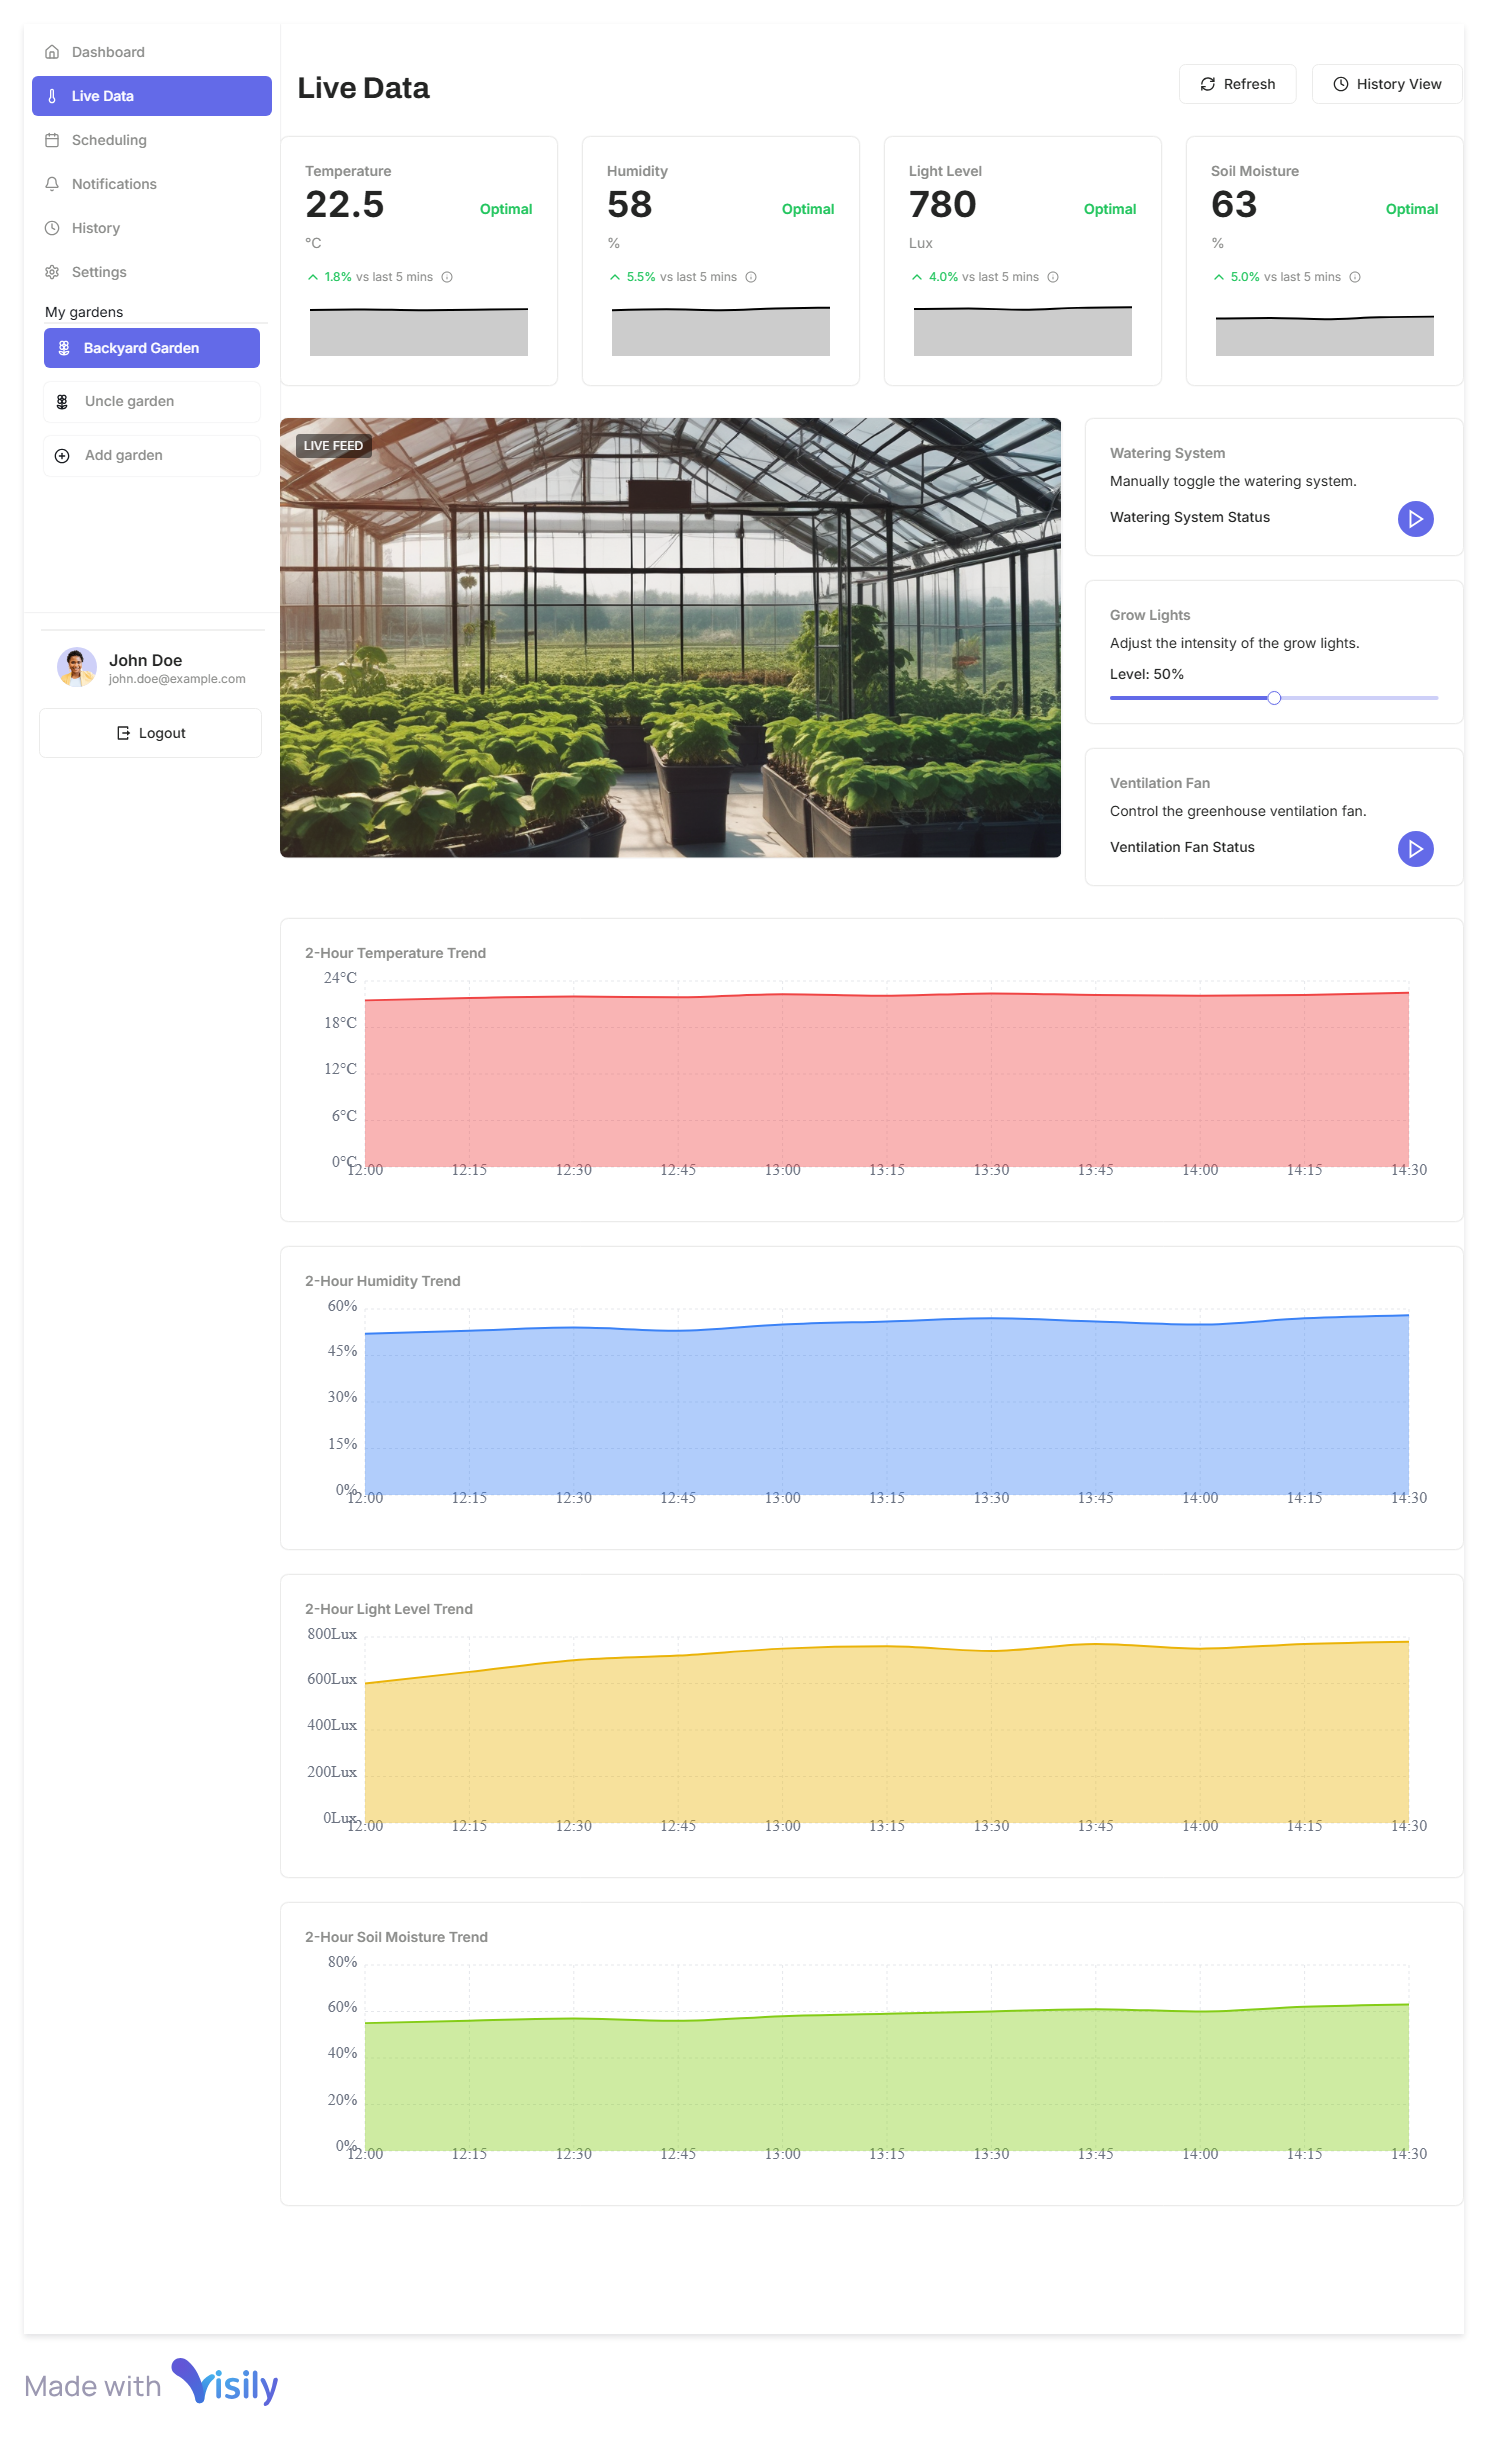 Dashboard
Live Data
Scheduling
Notifications
History
Settings
My gardens
Backyard Garden
Uncle garden
Add garden
John Doe
john.doe@example.com
Logout
Live Data
Refresh
History View
Temperature
22.5
Optimal
°C
1.8% vs last 5 mins
Humidity
58
Optimal
%
5.5% vs last 5 mins
Light Level
780
Optimal
Lux
4.0% vs last 5 mins
Soil Moisture
63
Optimal
%
5.0% vs last 5 mins
LIVE FEED
Watering System
Manually toggle the watering system.
Watering System Status
Grow Lights
Adjust the intensity of the grow lights.
Level: 50%
Ventilation Fan
Control the greenhouse ventilation fan.
Ventilation Fan Status
2-Hour Temperature Trend
24°C
18°C
12°C
6°C
0°C
12:00 12:15 12:30 12:45 13:00 13:15 13:30 13:45 14:00 14:15 14:30
2-Hour Humidity Trend
60%
45%
30%
15%
0%
12:00 12:15 12:30 12:45 13:00 13:15 13:30 13:45 14:00 14:15 14:30
2-Hour Light Level Trend
800Lux
600Lux
400Lux
200Lux
0Lux
12:00 12:15 12:30 12:45 13:00 13:15 13:30 13:45 14:00 14:15 14:30
2-Hour Soil Moisture Trend
80%
60%
40%
20%
0%
12:00 12:15 12:30 12:45 13:00 13:15 13:30 13:45 14:00 14:15 14:30
Made with Visily